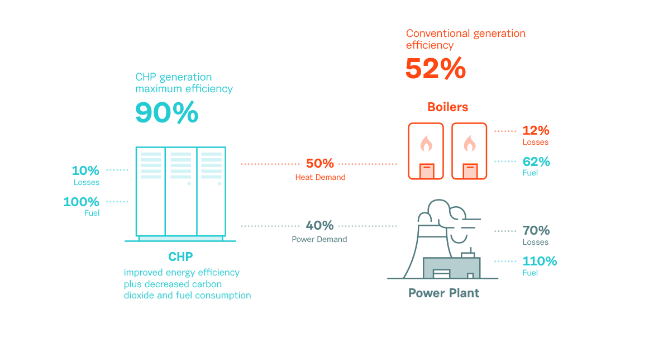 Conventional generation
efficiency
52%
CHP generation
maximum efficiency
90%
Boilers
10%
Losses
100%
Fuel
50%
Heat Demand
40%
Power Demand
12%
Losses
62%
Fuel
70%
Losses
110%
Fuel
CHP
improved energy efficiency
plus decreased carbon
dioxide and fuel consumption
Power Plant